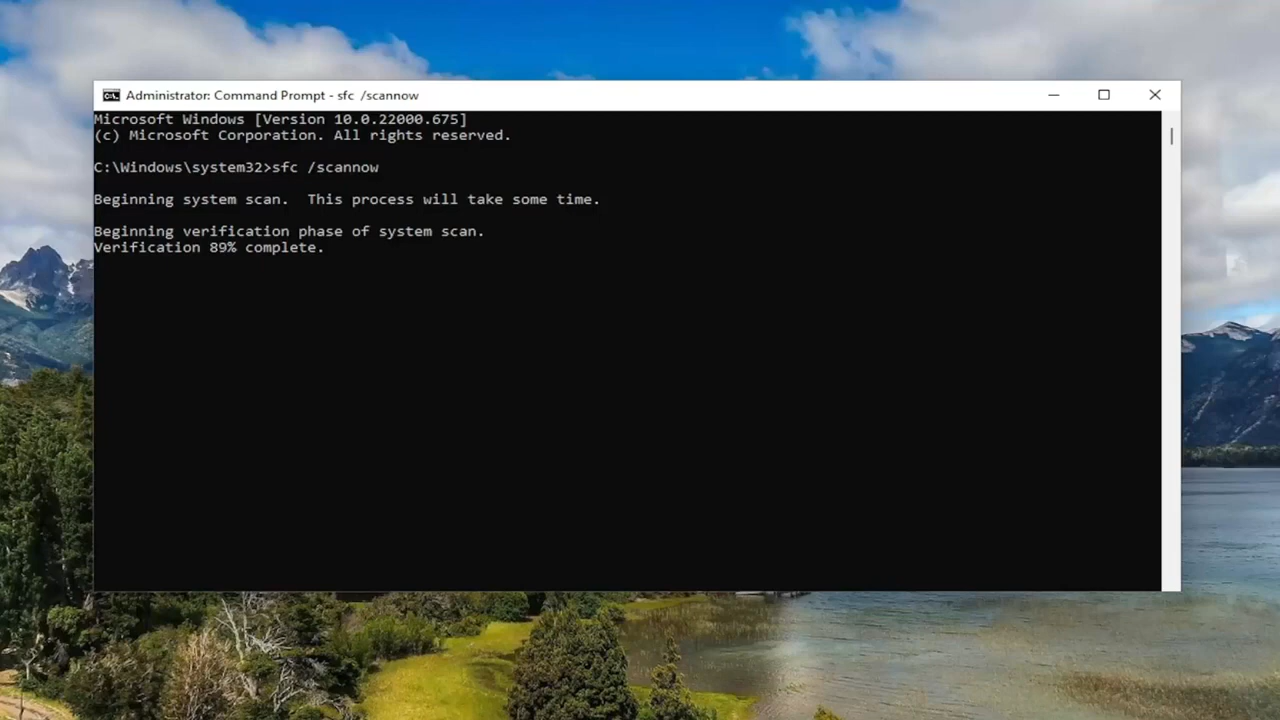 Administrator: Command Prompt - sfc  /scannow
Microsoft Windows [Version 10.0.22000.675]
(c) Microsoft Corporation. All rights reserved.
C:\Windows\system32>sfc /scannow
Beginning system scan.  This process will take some time.
Beginning verification phase of system scan.
Verification 89% complete.